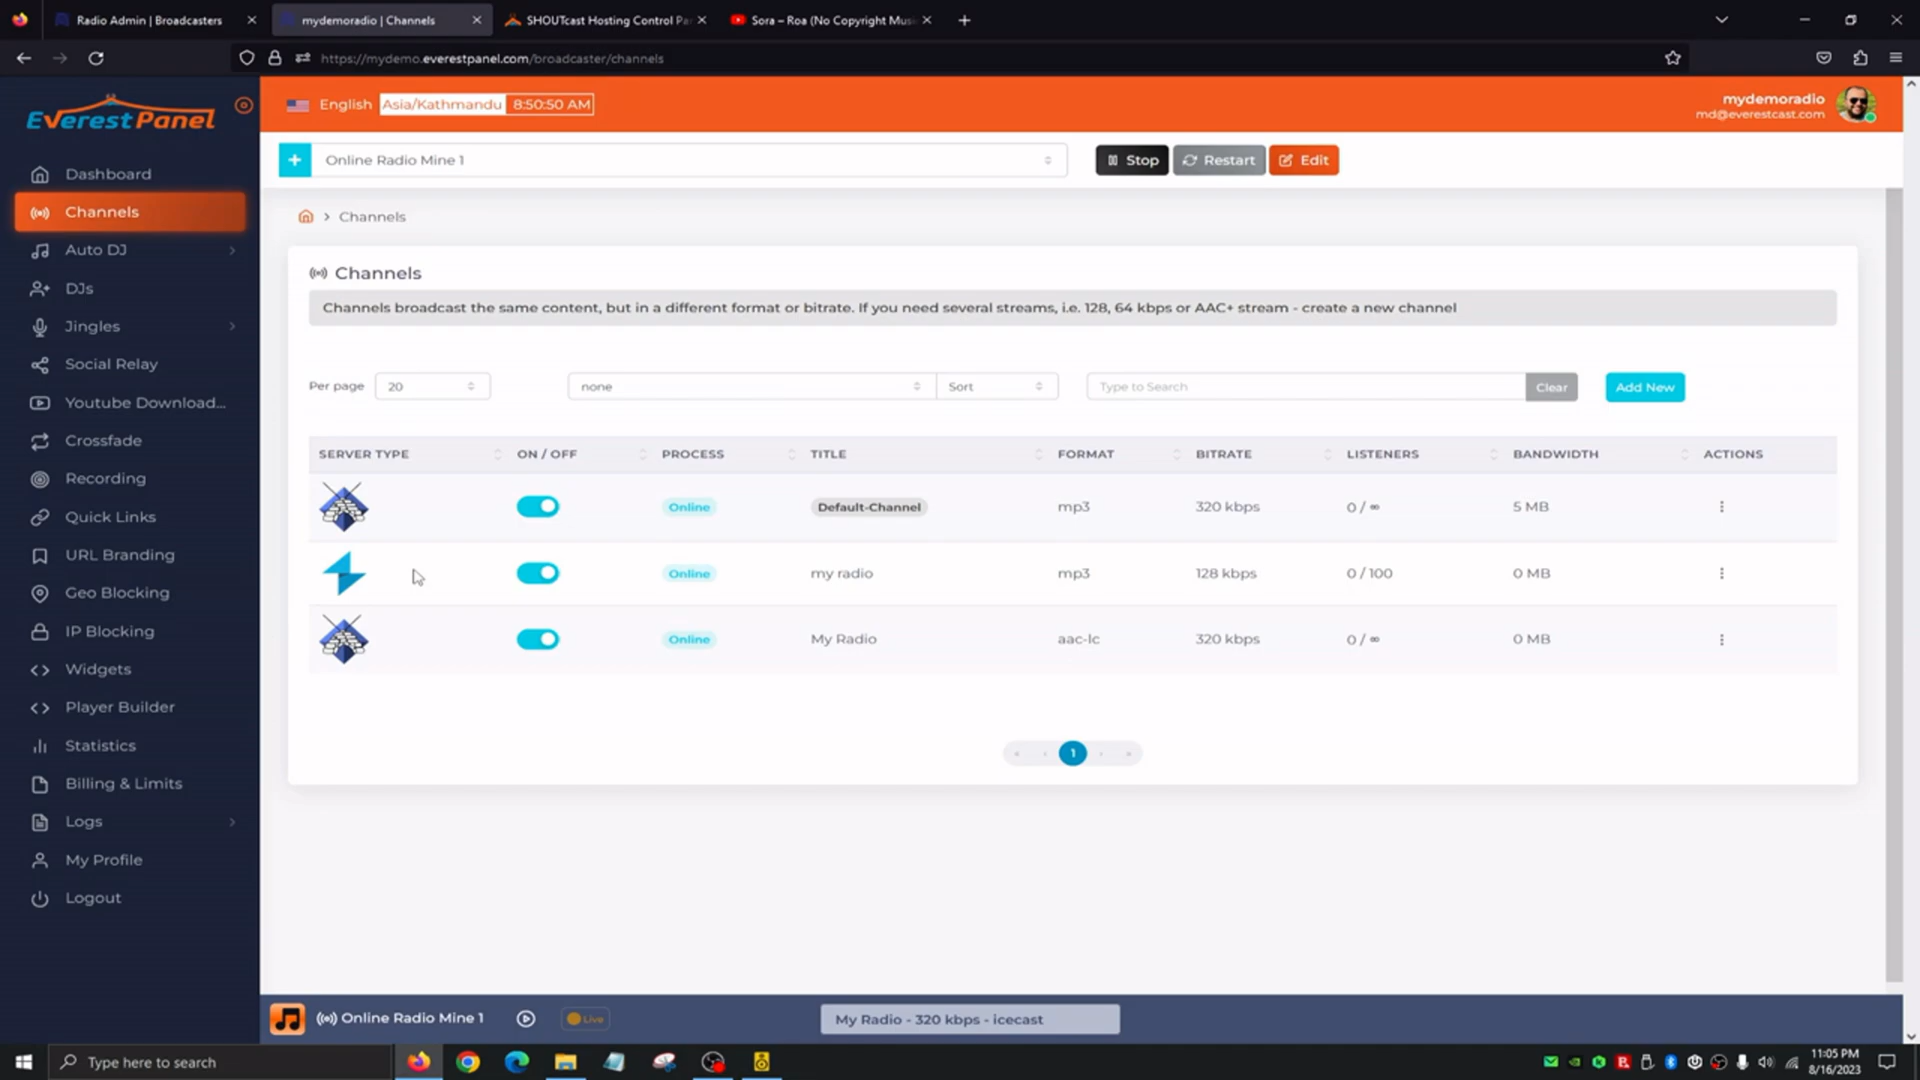 Radio Admin | Broadcasters
mydemoradio | Channels
SHOUTcast Hosting Control Pa
Sora – Roa (No Copyright Musi
https://mydemo.everestpanel.com/broadcaster/channels
EverestPanel
English
Asia/Kathmandu
8:50:50 AM
mydemoradio
md@everestcast.com
Online Radio Mine 1
Stop
Restart
Edit
Dashboard
Channels
Auto DJ
DJs
Jingles
Social Relay
Youtube Download...
Crossfade
Recording
Quick Links
URL Branding
Geo Blocking
IP Blocking
Widgets
Player Builder
Statistics
Billing & Limits
Logs
My Profile
Logout
Channels
Channels
Channels broadcast the same content, but in a different format or bitrate. If you need several streams, i.e. 128, 64 kbps or AAC+ stream - create a new channel
Per page 20
none
Sort
Type to Search
Clear
Add New
SERVER TYPE ON / OFF PROCESS TITLE FORMAT BITRATE LISTENERS BANDWIDTH ACTIONS
Online Default-Channel mp3 320 kbps 0 / ∞ 5 MB
Online my radio mp3 128 kbps 0 / 100 0 MB
Online My Radio aac-lc 320 kbps 0 / ∞ 0 MB
« ‹ 1 › »
Online Radio Mine 1
Live
My Radio - 320 kbps - icecast
Type here to search
11:05 PM
8/16/2023